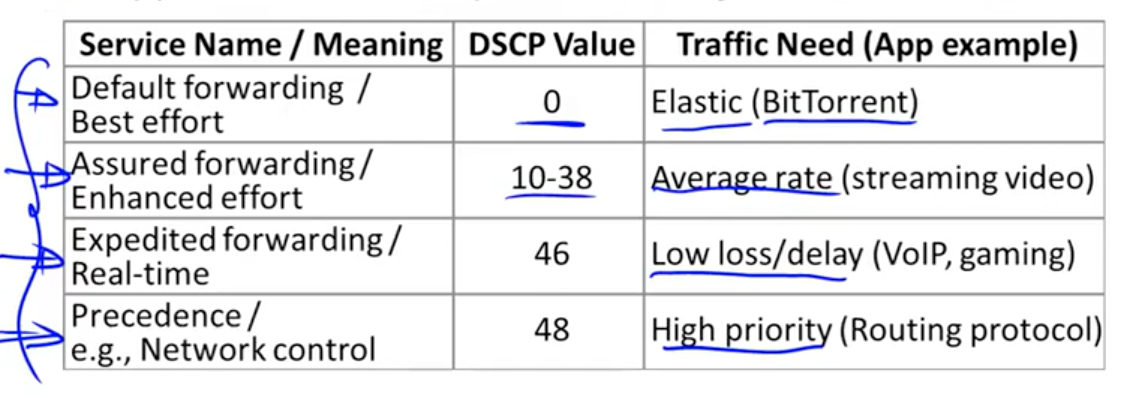 Service Name / Meaning DSCP Value Traffic Need (App example)
Default forwarding /
Best effort
0
Elastic (BitTorrent)
Assured forwarding /
Enhanced effort
10-38
Average rate (streaming video)
Expedited forwarding /
Real-time
46
Low loss/delay (VoIP, gaming)
Precedence /
e.g., Network control
48
High priority (Routing protocol)